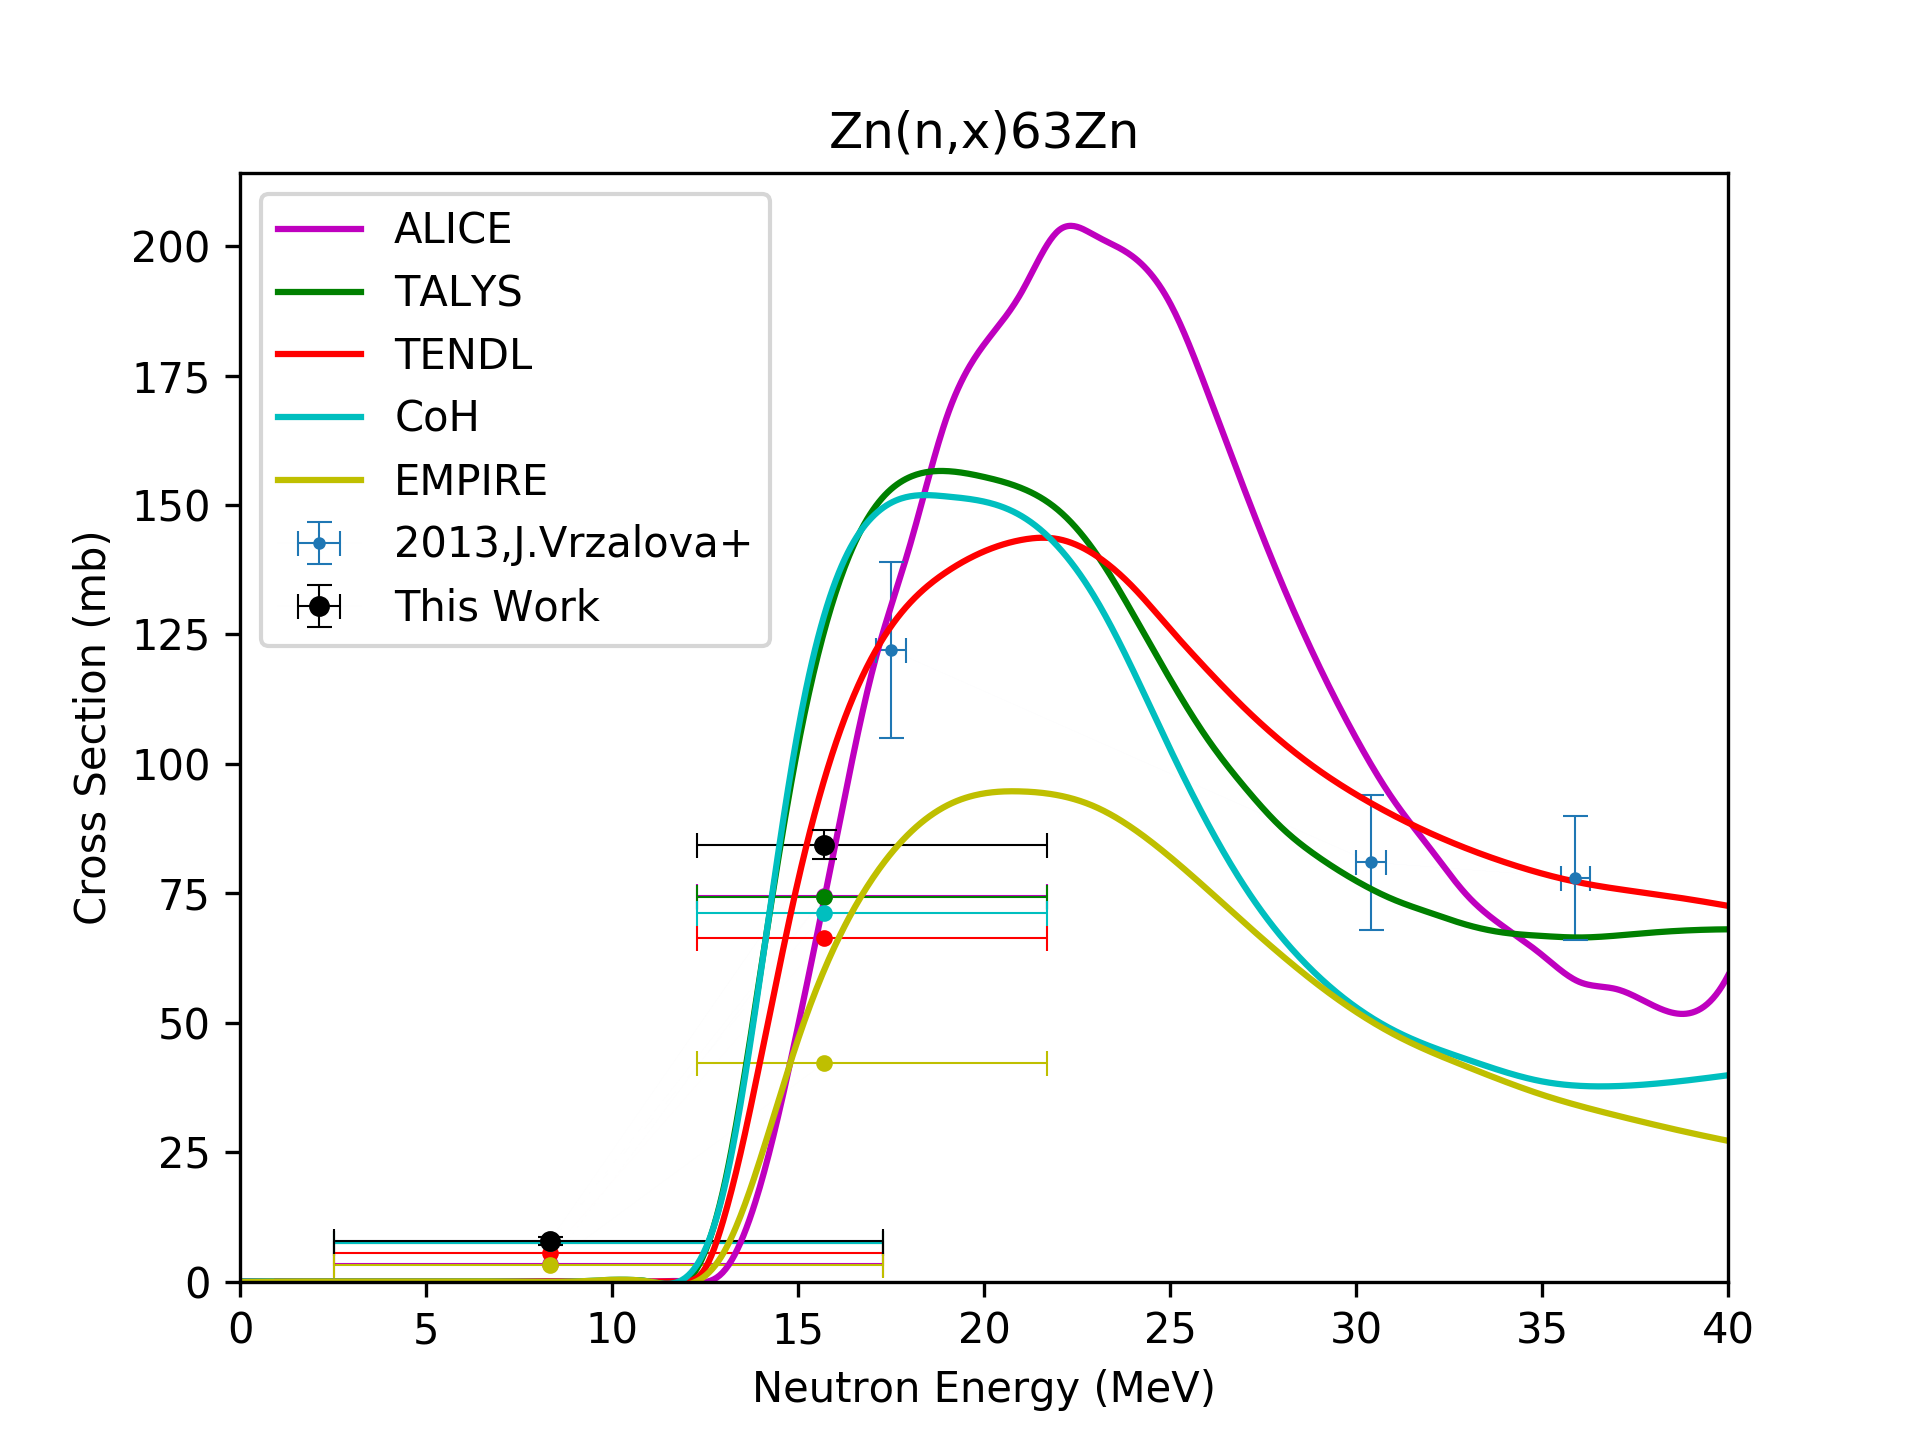 Zn(n,x)63Zn
ALICE
TALYS
TENDL
CoH
EMPIRE
2013,J.Vrzalova+
This Work
Cross Section (mb)
200
175
150
125
100
75
50
25
0
0 5 10 15 20 25 30 35 40
Neutron Energy (MeV)